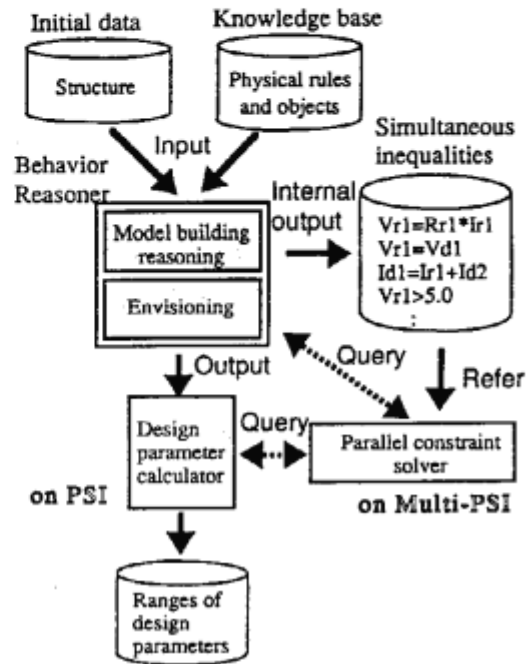 Initial data
Knowledge base
Structure
Physical rules
and objects
Input
Simultaneous
inequalities
Behavior
Reasoner
Internal
output
Model building
reasoning
Envisioning
Vr1=Rr1*Ir1
Vr1=Vd1
Id1=Ir1+Id2
Vr1>5.0
:
Output
Query
Refer
Design
parameter
calculator
Query
Parallel constraint
solver
on PSI
on Multi-PSI
Ranges of
design
parameters